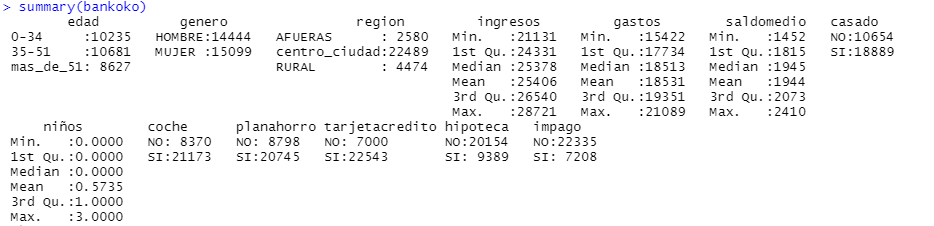 > summary(bankoko)
edad genero region ingresos gastos saldomedio casado
0-34 :10235 HOMBRE:14444 AFUERAS : 2580 Min. :21131 Min. :15422 Min. :1452 NO:10654
35-51 :10681 MUJER :15099 centro_ciudad:22489 1st Qu.:24331 1st Qu.:17734 1st Qu.:1815 SI:18889
mas_de_51: 8627 RURAL : 4474 Median :25378 Median :18513 Median :1945
Mean :25406 Mean :18531 Mean :1944
3rd Qu.:26540 3rd Qu.:19351 3rd Qu.:2073
Max. :28721 Max. :21089 Max. :2410
niños coche planahorro tarjetacredito hipoteca impago
Min. :0.0000 NO: 8370 NO: 8798 NO: 7000 NO:20154 NO:22335
1st Qu.:0.0000 SI:21173 SI:20745 SI:22543 SI: 9389 SI: 7208
Median :0.0000
Mean :0.5735
3rd Qu.:1.0000
Max. :3.0000